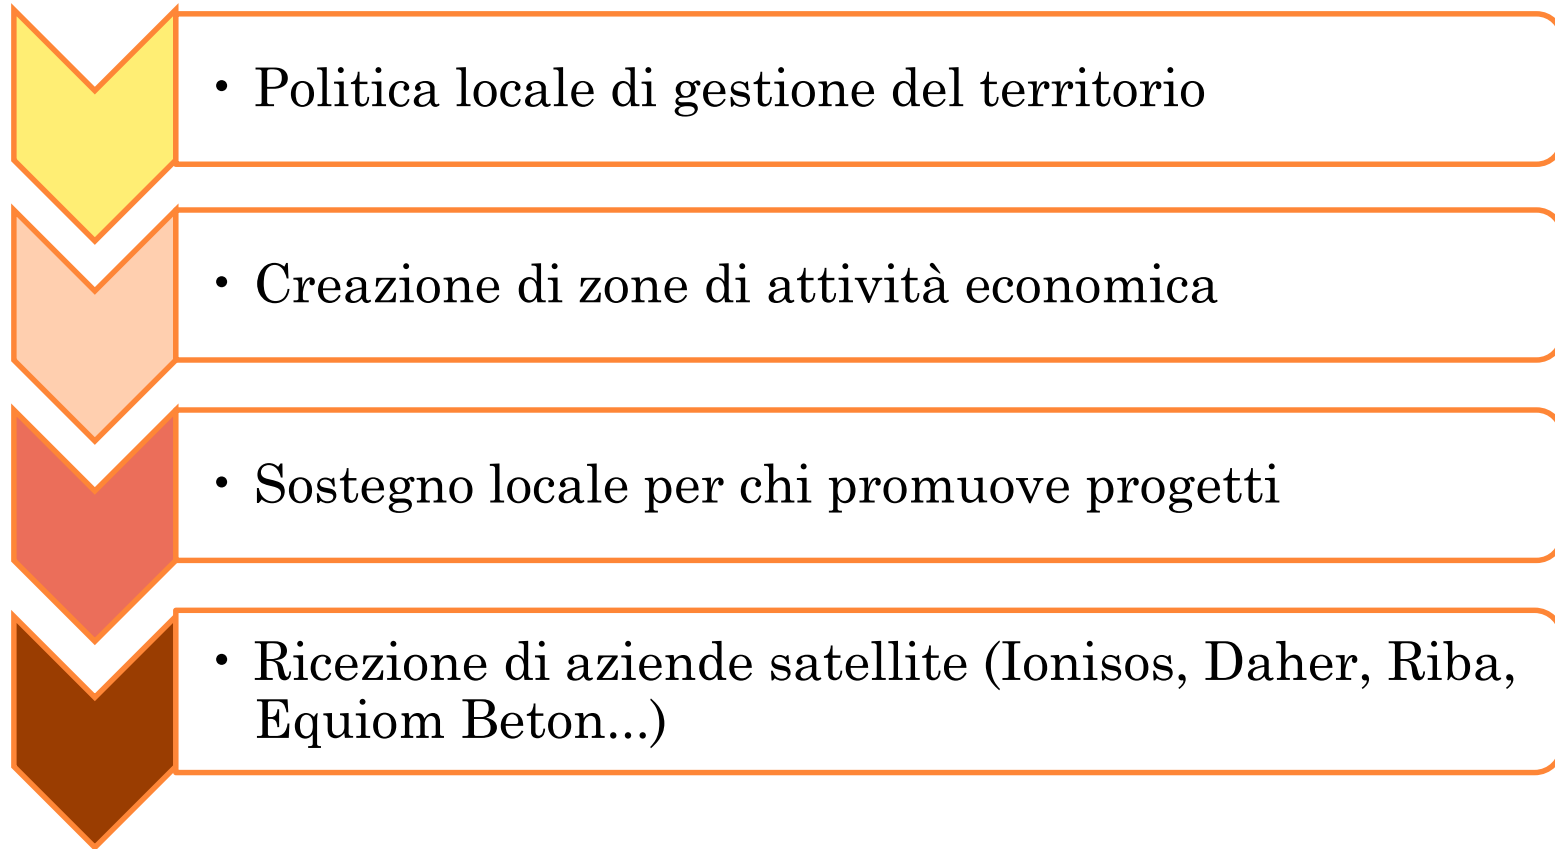 • Politica locale di gestione del territorio
• Creazione di zone di attività economica
• Sostegno locale per chi promuove progetti
• Ricezione di aziende satellite (Ionisos, Daher, Riba,
Equiom Beton...)